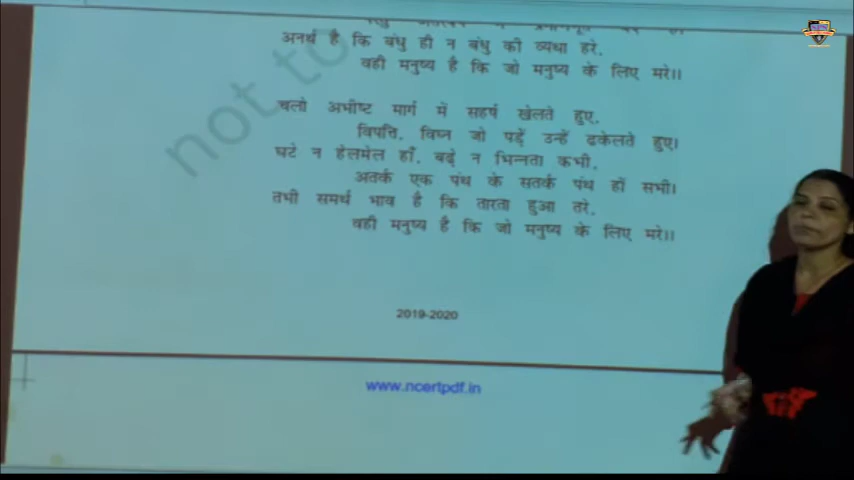 अनर्थ है कि बंधु ही न बंधु की व्यथा हरे,
वही मनुष्य है कि जो मनुष्य के लिए मरे।।
चलो अभीष्ट मार्ग में सहर्ष खेलते हुए,
विपत्ति, विघ्न जो पड़ें उन्हें ढकेलते हुए।
घटे न हेलमेल हाँ, बढ़े न भिन्नता कभी,
अतर्क एक पंथ के सतर्क पंथ हों सभी।
तभी समर्थ भाव है कि तारता हुआ तरे,
वही मनुष्य है कि जो मनुष्य के लिए मरे।।
not to
2019-2020
www.ncertpdf.in